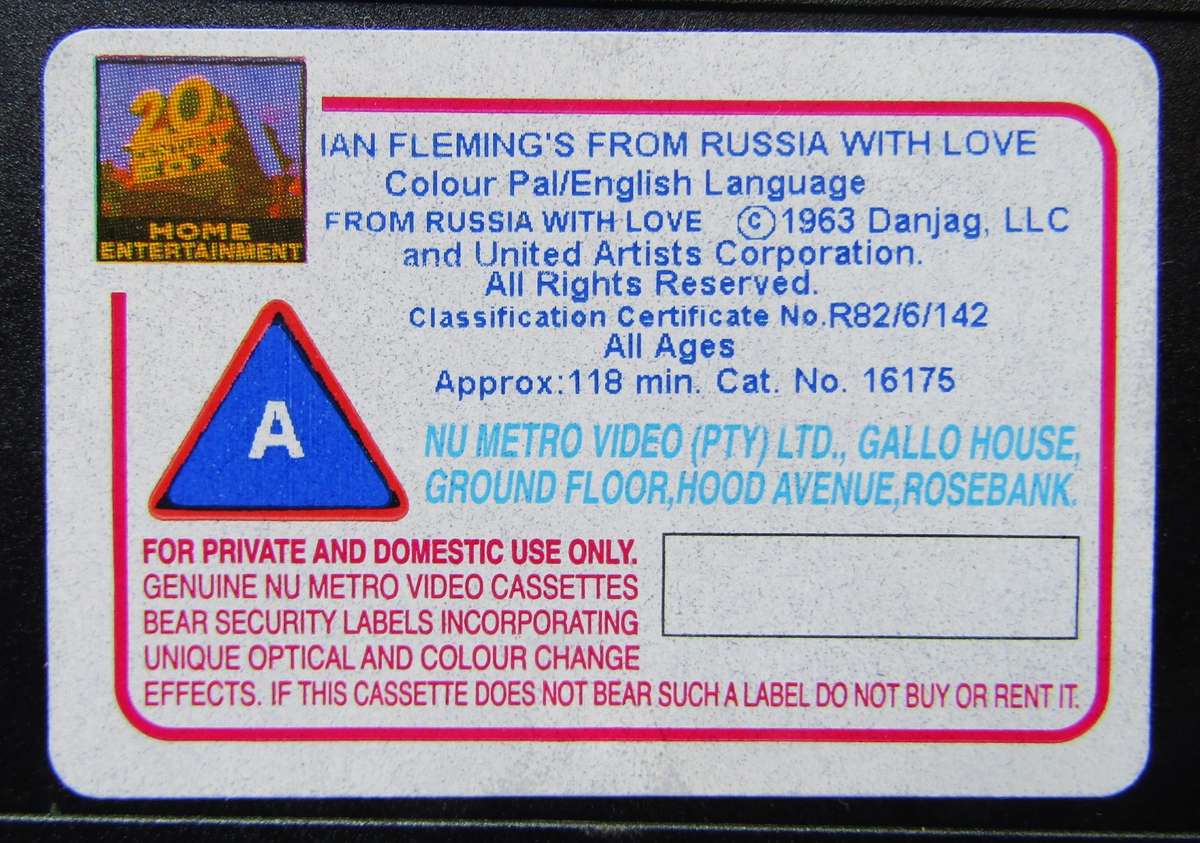 20th
CENTURY
FOX
HOME
ENTERTAINMENT
IAN FLEMING'S FROM RUSSIA WITH LOVE
Colour Pal/English Language
FROM RUSSIA WITH LOVE ©1963 Danjaq, LLC
and United Artists Corporation.
All Rights Reserved.
Classification Certificate No.R82/6/142
All Ages
Approx:118 min. Cat. No. 16175
A
NU METRO VIDEO (PTY) LTD., GALLO HOUSE,
GROUND FLOOR,HOOD AVENUE,ROSEBANK.
FOR PRIVATE AND DOMESTIC USE ONLY.
GENUINE NU METRO VIDEO CASSETTES
BEAR SECURITY LABELS INCORPORATING
UNIQUE OPTICAL AND COLOUR CHANGE
EFFECTS. IF THIS CASSETTE DOES NOT BEAR SUCH A LABEL DO NOT BUY OR RENT IT.